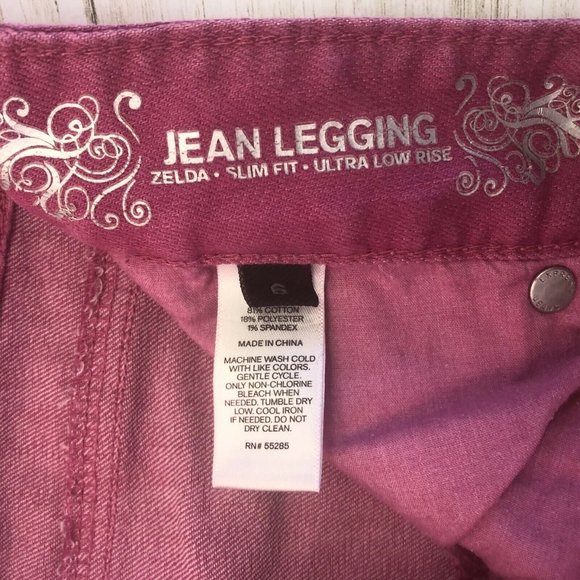 JEAN LEGGING
ZELDA • SLIM FIT • ULTRA LOW RISE
6
81% COTTON
18% POLYESTER
1% SPANDEX
MADE IN CHINA
MACHINE WASH COLD
WITH LIKE COLORS.
GENTLE CYCLE.
ONLY NON-CHLORINE
BLEACH WHEN
NEEDED. TUMBLE DRY
LOW. COOL IRON
IF NEEDED. DO NOT
DRY CLEAN.
RN# 55285